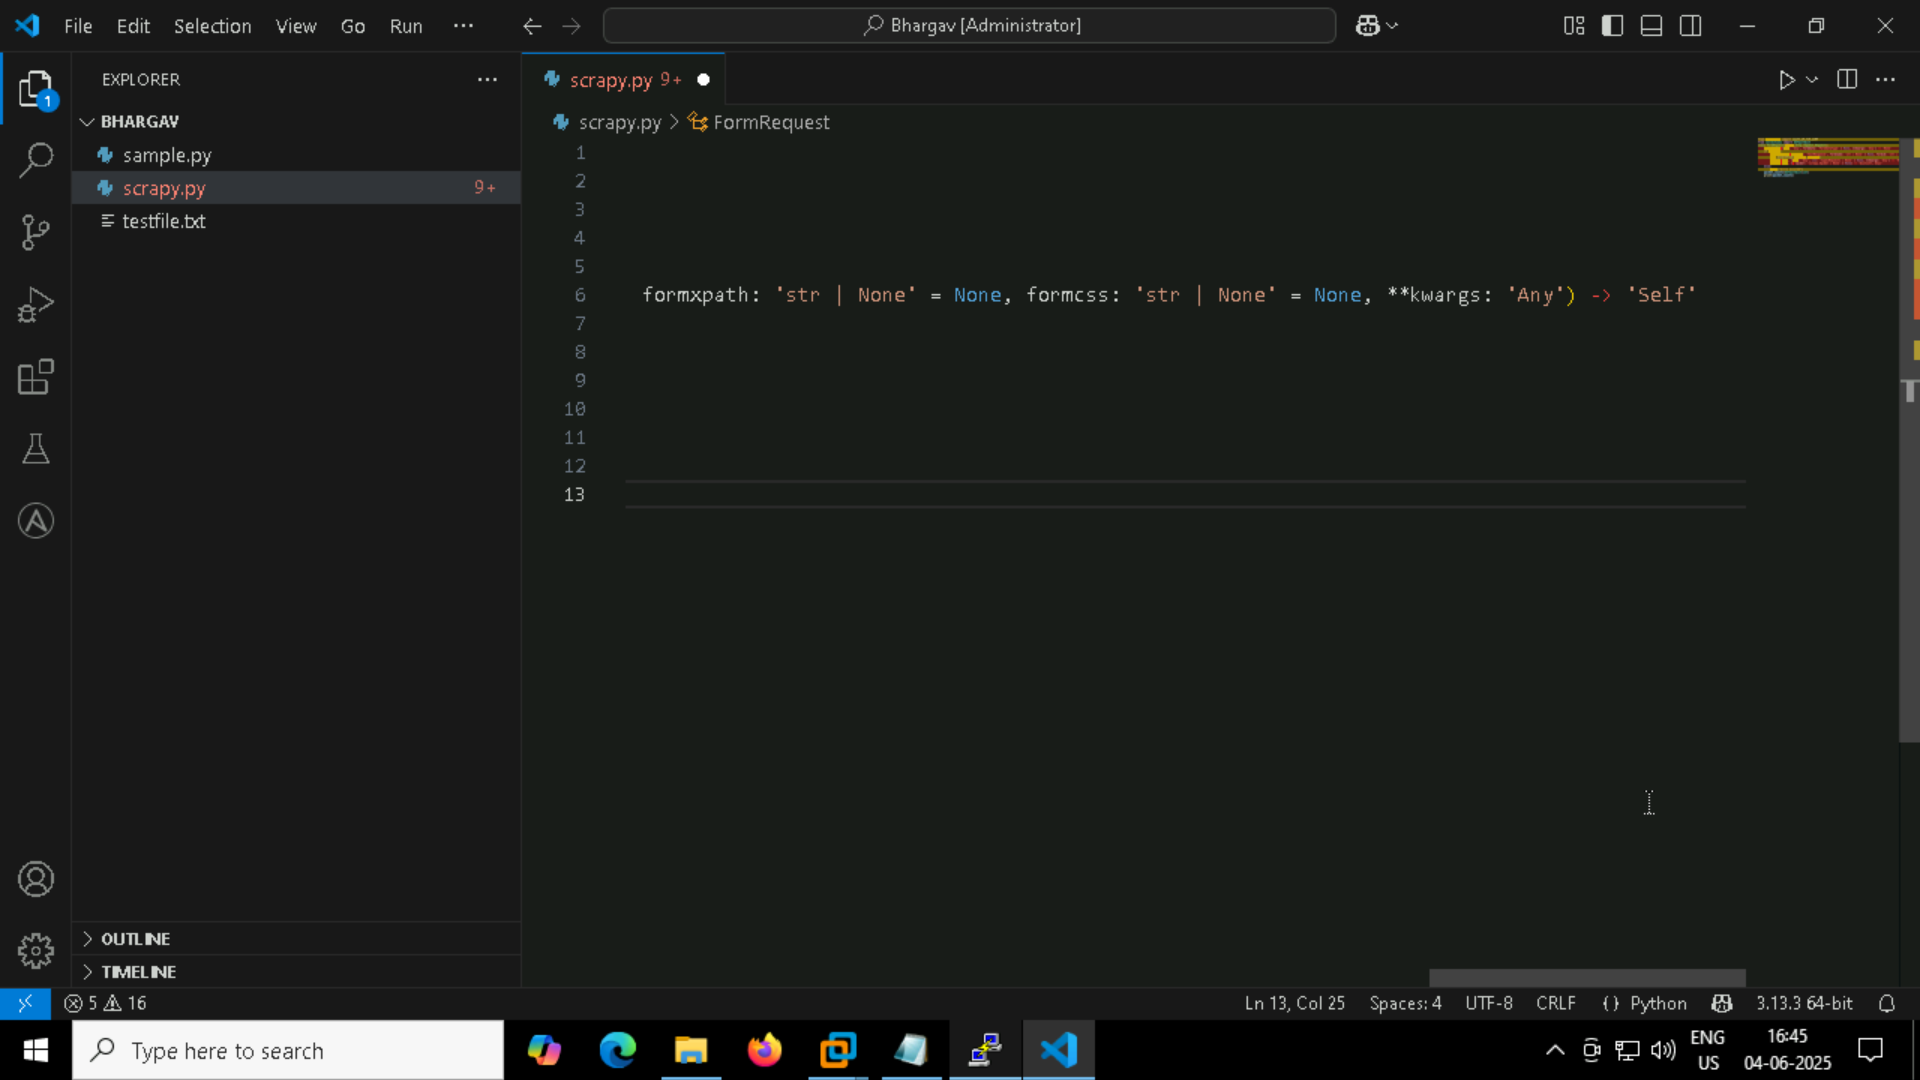 File Edit Selection View Go Run ··· Bhargav [Administrator]
EXPLORER ···
scrapy.py 9+
1
BHARGAV
scrapy.py > FormRequest
sample.py
scrapy.py 9+
testfile.txt
1
2
3
4
5
6 formxpath: 'str | None' = None, formcss: 'str | None' = None, **kwargs: 'Any') -> 'Self'
7
8
9
10
11
12
13
OUTLINE
TIMELINE
5 16 Ln 13, Col 25 Spaces: 4 UTF-8 CRLF {} Python 3.13.3 64-bit
Type here to search
ENG
US
16:45
04-06-2025